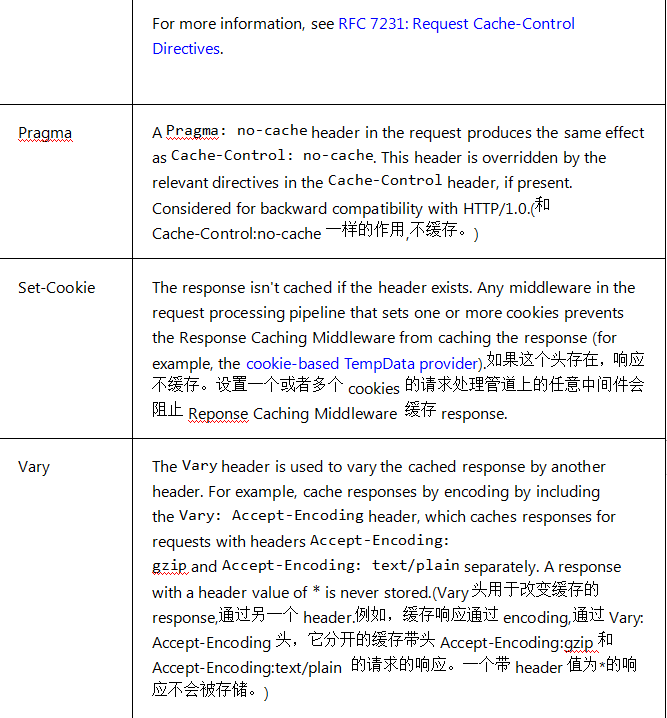 For more information, see RFC 7231: Request Cache-Control
Directives.
Pragma
A Pragma: no-cache header in the request produces the same effect
as Cache-Control: no-cache. This header is overridden by the
relevant directives in the Cache-Control header, if present.
Considered for backward compatibility with HTTP/1.0.(和
Cache-Control:no-cache 一样的作用,不缓存。)
Set-Cookie
The response isn't cached if the header exists. Any middleware in the
request processing pipeline that sets one or more cookies prevents
the Response Caching Middleware from caching the response (for
example, the cookie-based TempData provider).如果这个头存在，响应
不缓存。设置一个或者多个 cookies 的请求处理管道上的任意中间件会
阻止 Reponse Caching Middleware 缓存 response.
Vary
The Vary header is used to vary the cached response by another
header. For example, cache responses by encoding by including
the Vary: Accept-Encoding header, which caches responses for
requests with headers Accept-Encoding:
gzip and Accept-Encoding: text/plain separately. A response
with a header value of * is never stored.(Vary 头用于改变缓存的
response,通过另一个 header.例如，缓存响应通过 encoding,通过 Vary:
Accept-Encoding 头，它分开的缓存带头 Accept-Encoding:gzip 和
Accept-Encoding:text/plain 的请求的响应。一个带 header 值为*的响
应不会被存储。)